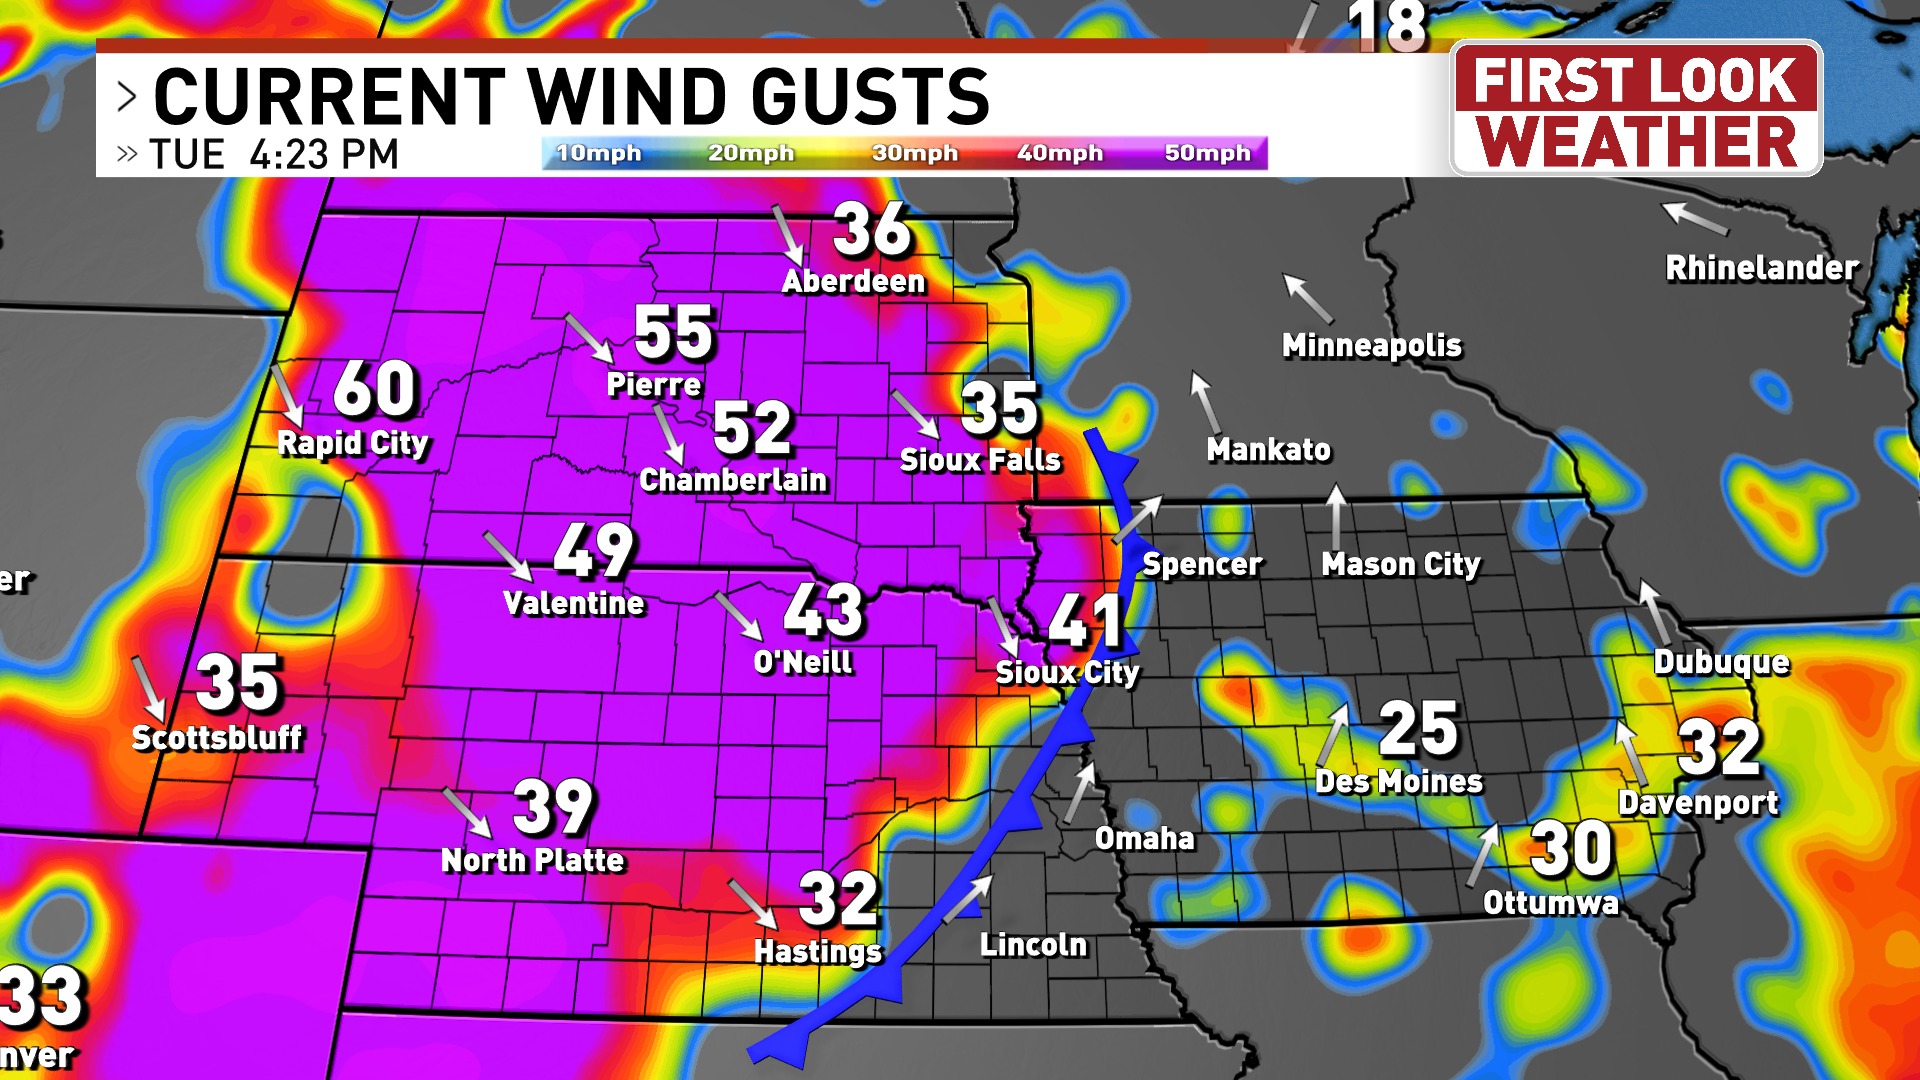 18
> CURRENT WIND GUSTS
» TUE 4:23 PM
10mph 20mph 30mph 40mph 50mph
FIRST LOOK
WEATHER
36
Aberdeen
Rhinelander
55
Pierre
Minneapolis
60
Rapid City
52
Chamberlain
35
Sioux Falls
Mankato
49
Valentine
Spencer
Mason City
er
43
O'Neill
41
Sioux City
Dubuque
35
Scottsbluff
25
Des Moines
32
Davenport
39
North Platte
Omaha
30
Ottumwa
32
Hastings
Lincoln
33
nver